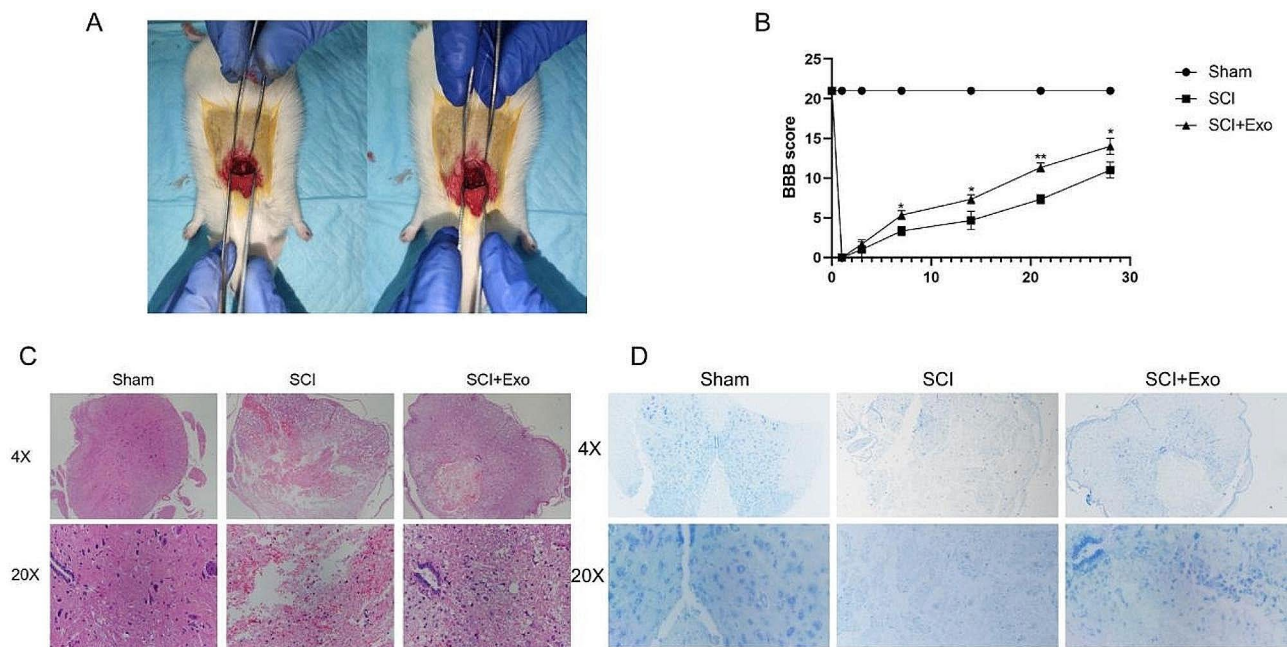 A
B
25
20
15
10
5
0
BBB score
0
10
20
30
*
*
**
*
Sham
SCI
SCI+Exo
C
Sham
SCI
SCI+Exo
4X
20X
D
Sham
SCI
SCI+Exo
4X
20X